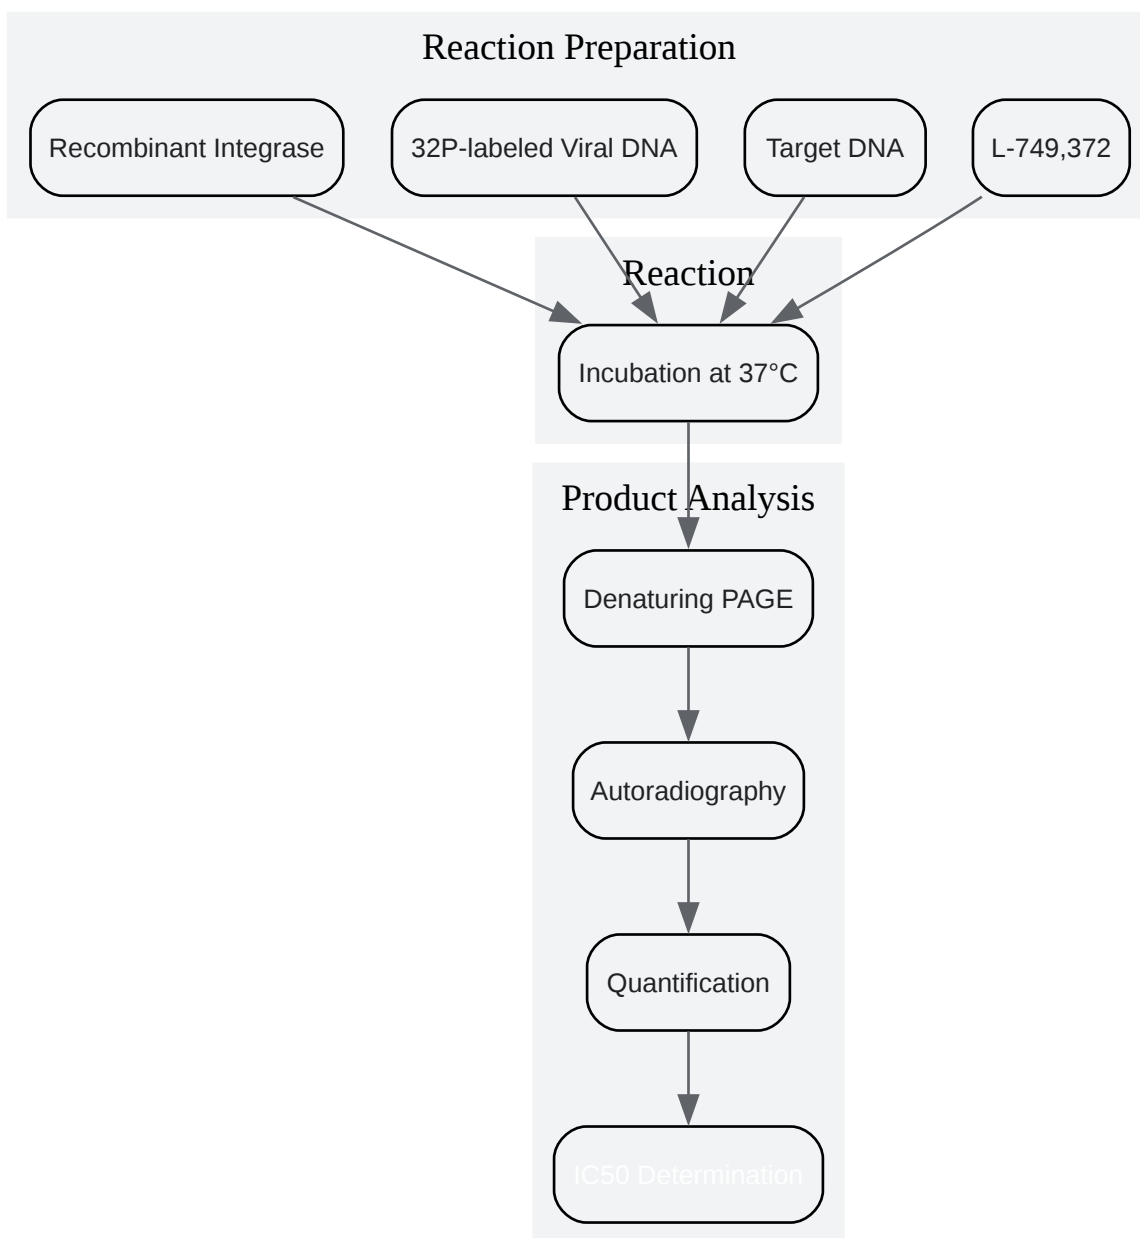 Reaction Preparation
Recombinant Integrase
32P-labeled Viral DNA
Target DNA
L-749,372
Reaction
Incubation at 37°C
Product Analysis
Denaturing PAGE
Autoradiography
Quantification
IC50 Determination